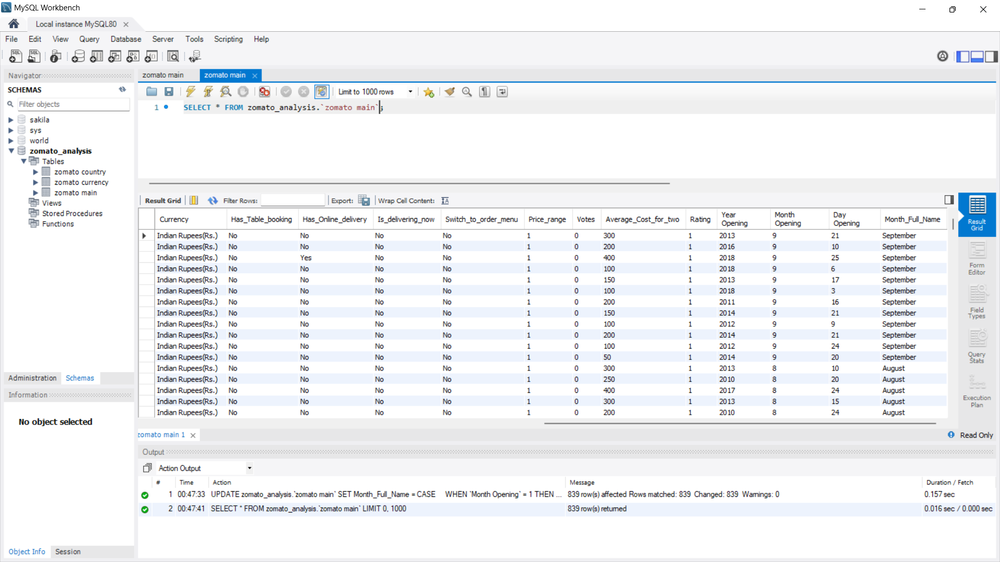 MySQL Workbench
Local instance MySQL80
File Edit View Query Database Server Tools Scripting Help
Navigator
SCHEMAS
Filter objects
sakila
sys
world
zomato_analysis
Tables
zomato country
zomato currency
zomato main
Views
Stored Procedures
Functions
Administration Schemas
Information
No object selected
Object Info Session
zomato main zomato main
Limit to 1000 rows
1 SELECT * FROM zomato_analysis.`zomato main`;
Result Grid Filter Rows: Export: Wrap Cell Content:
Currency Has_Table_booking Has_Online_delivery Is_delivering_now Switch_to_order_menu Price_range Votes Average_Cost_for_two Rating Year Opening Month Opening Day Opening Month_Full_Name
Indian Rupees(Rs.) No No No No 1 0 300 1 2013 9 21 September
Indian Rupees(Rs.) No No No No 1 0 200 1 2016 9 10 September
Indian Rupees(Rs.) No Yes No No 1 0 400 1 2018 9 25 September
Indian Rupees(Rs.) No No No No 1 0 100 1 2018 9 6 September
Indian Rupees(Rs.) No No No No 1 0 150 1 2013 9 17 September
Indian Rupees(Rs.) No No No No 1 0 100 1 2018 9 3 September
Indian Rupees(Rs.) No No No No 1 0 200 1 2011 9 16 September
Indian Rupees(Rs.) No No No No 1 0 150 1 2014 9 21 September
Indian Rupees(Rs.) No No No No 1 0 100 1 2012 9 9 September
Indian Rupees(Rs.) No No No No 1 0 200 1 2014 9 21 September
Indian Rupees(Rs.) No No No No 1 0 100 1 2012 9 24 September
Indian Rupees(Rs.) No No No No 1 0 50 1 2014 9 20 September
Indian Rupees(Rs.) No No No No 1 0 300 1 2013 8 10 August
Indian Rupees(Rs.) No No No No 1 0 250 1 2010 8 20 August
Indian Rupees(Rs.) No No No No 1 0 400 1 2017 8 24 August
Indian Rupees(Rs.) No No No No 1 0 300 1 2013 8 15 August
Indian Rupees(Rs.) No No No No 1 0 200 1 2010 8 24 August
Result Grid
Form Editor
Field Types
Query Stats
Execution Plan
zomato main 1
Read Only
Output
Action Output
# Time Action Message Duration / Fetch
1 00:47:33 UPDATE zomato_analysis.`zomato main` SET Month_Full_Name = CASE WHEN `Month Opening` = 1 THEN ... 839 row(s) affected Rows matched: 839 Changed: 839 Warnings: 0 0.157 sec
2 00:47:41 SELECT * FROM zomato_analysis.`zomato main` LIMIT 0, 1000 839 row(s) returned 0.016 sec / 0.000 sec